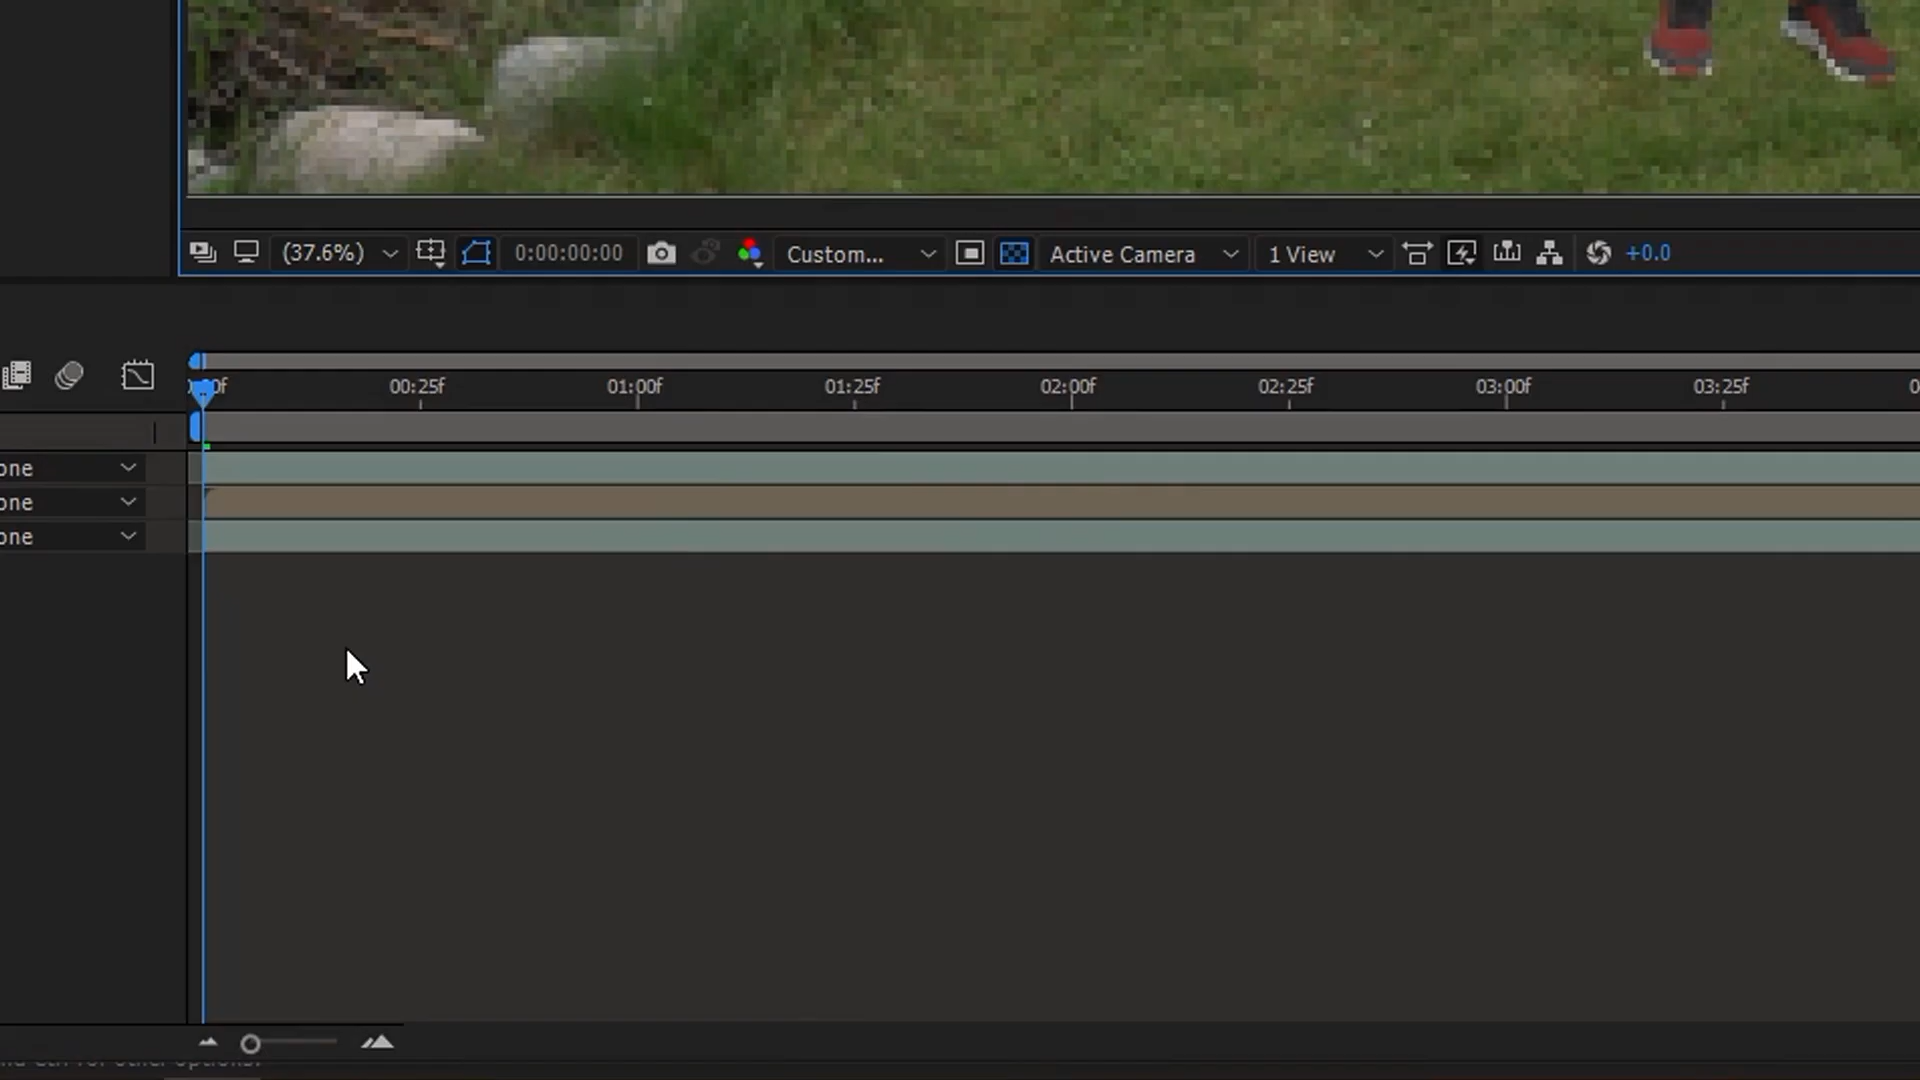 (37.6%) 0:00:00:00 Custom... Active Camera 1 View +0.0
00:25f 01:00f 01:25f 02:00f 02:25f 03:00f 03:25f
one
one
one